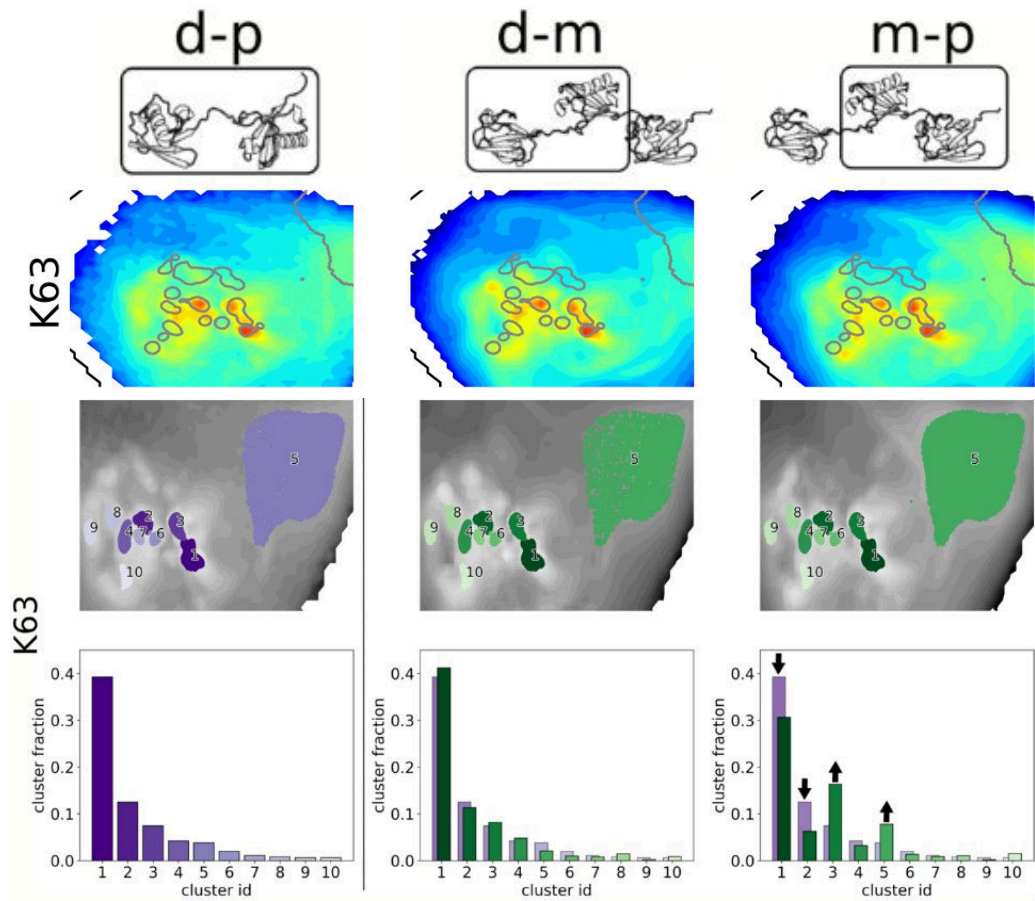 d-p d-m m-p
K63
5 5 5
9 8 4 2 7 6 3 1 9 8 4 2 7 6 3 1 9 8 4 2 7 6 3 1
10 10 10
K63
cluster fraction
0.4
0.3
0.2
0.1
0.0
1 2 3 4 5 6 7 8 9 10
cluster id
cluster fraction
0.4
0.3
0.2
0.1
0.0
1 2 3 4 5 6 7 8 9 10
cluster id
cluster fraction
0.4
0.3
0.2
0.1
0.0
1 2 3 4 5 6 7 8 9 10
cluster id